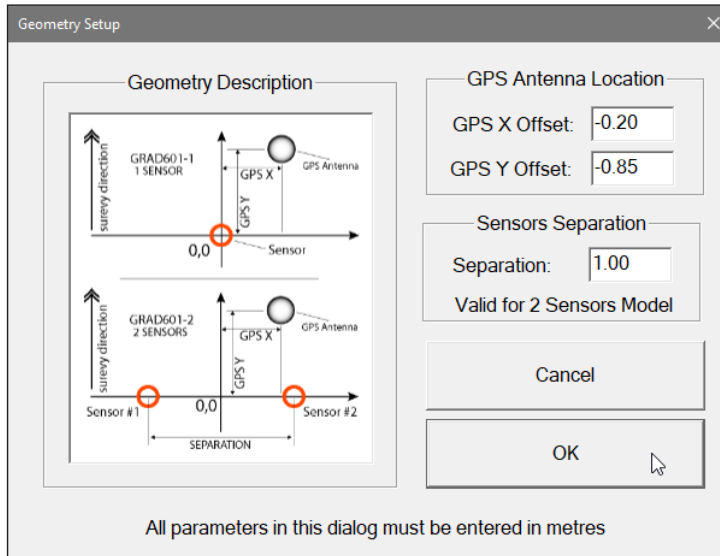 Geometry Setup
Geometry Description
surevy direction
GRAD601-1
1 SENSOR
GPS X
GPS Antenna
GPS Y
0,0
Sensor
surevy direction
GRAD601-2
2 SENSORS
GPS X
GPS Antenna
GPS Y
Sensor #1
0,0
Sensor #2
SEPARATION
GPS Antenna Location
GPS X Offset:
-0.20
GPS Y Offset:
-0.85
Sensors Separation
Separation:
1.00
Valid for 2 Sensors Model
Cancel
OK
All parameters in this dialog must be entered in metres